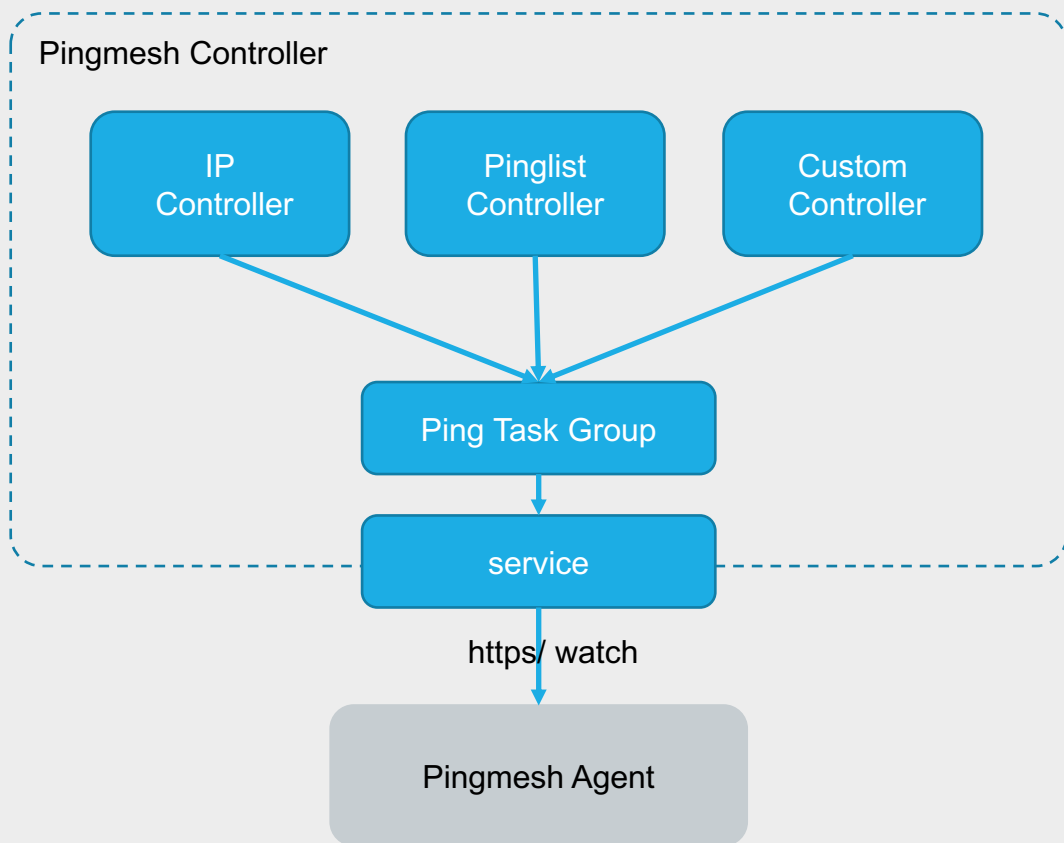 Pingmesh Controller
IP
Controller
Pinglist
Controller
Custom
Controller
Ping Task Group
service
https/ watch
Pingmesh Agent